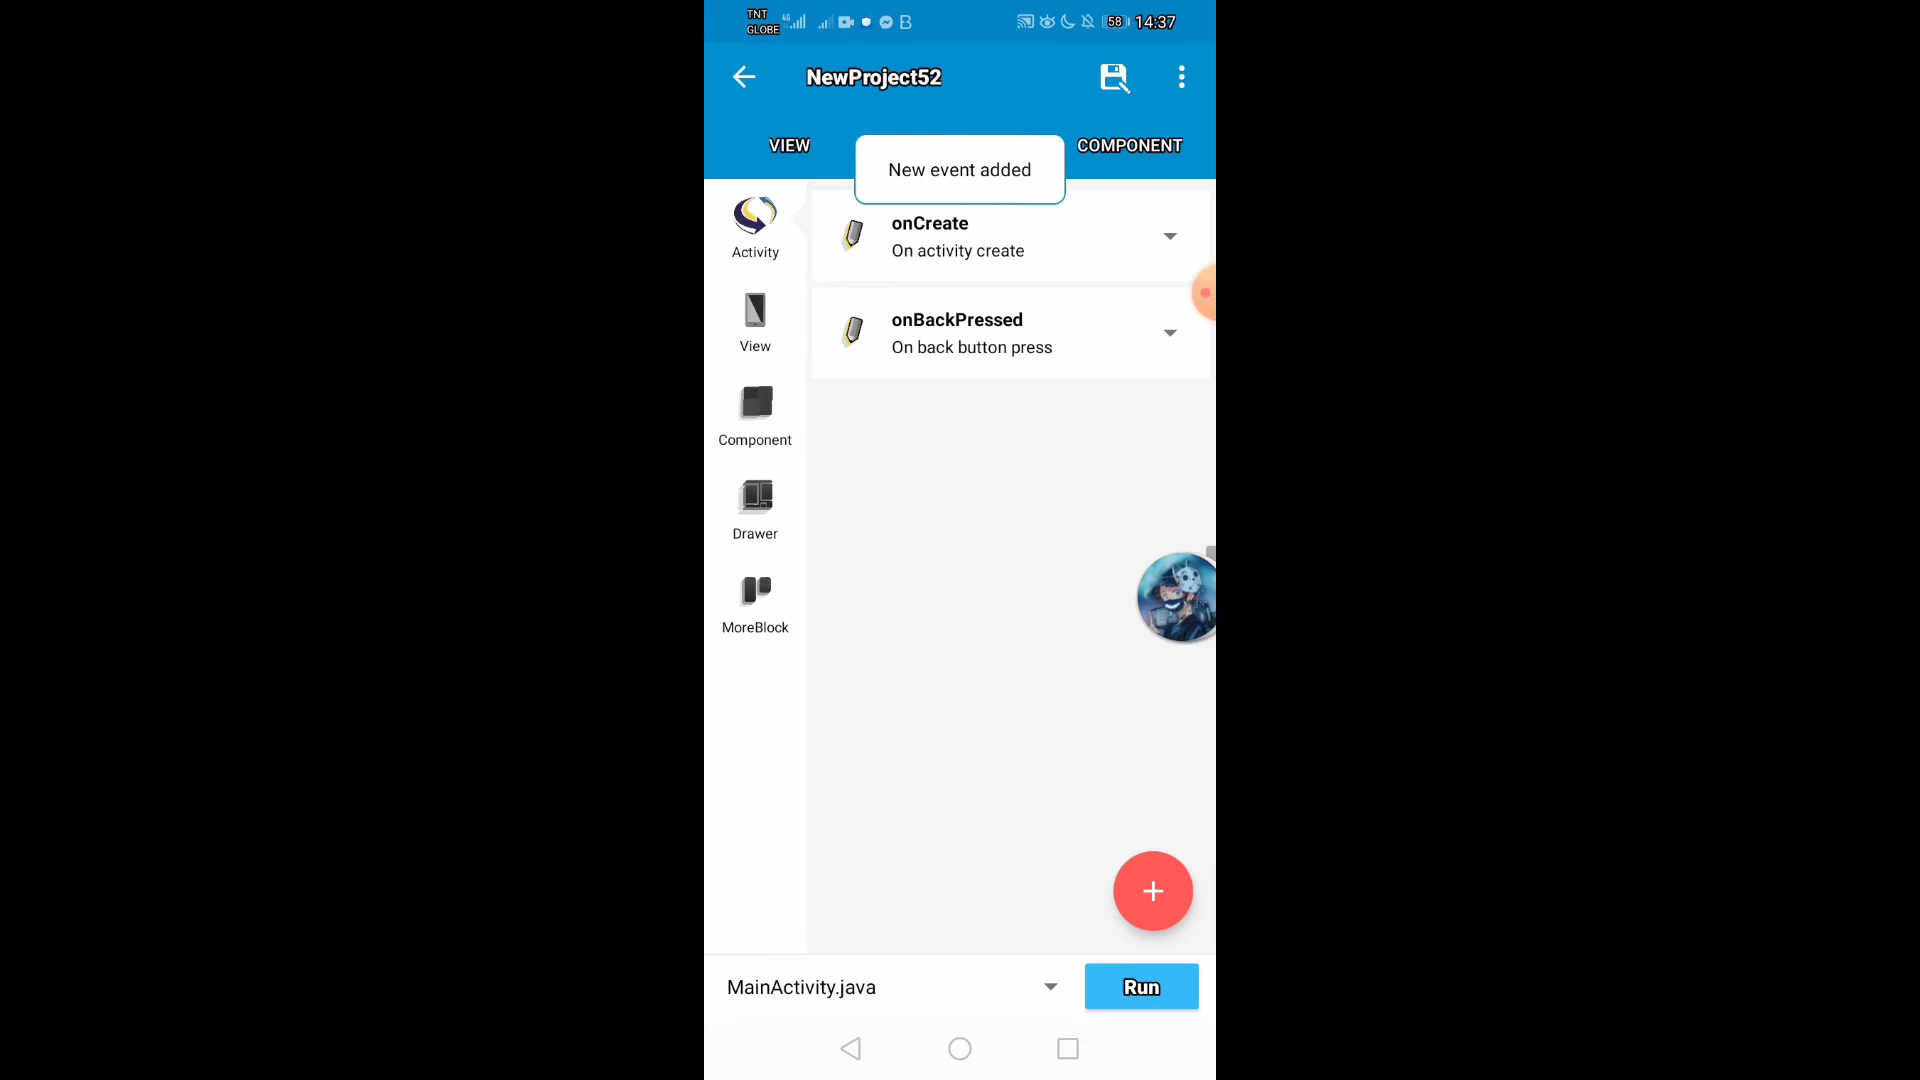 TNT
GLOBE
4G
B
58
14:37
NewProject52
VIEW
COMPONENT
New event added
Activity
onCreate
On activity create
View
onBackPressed
On back button press
Component
Drawer
MoreBlock
MainActivity.java
Run